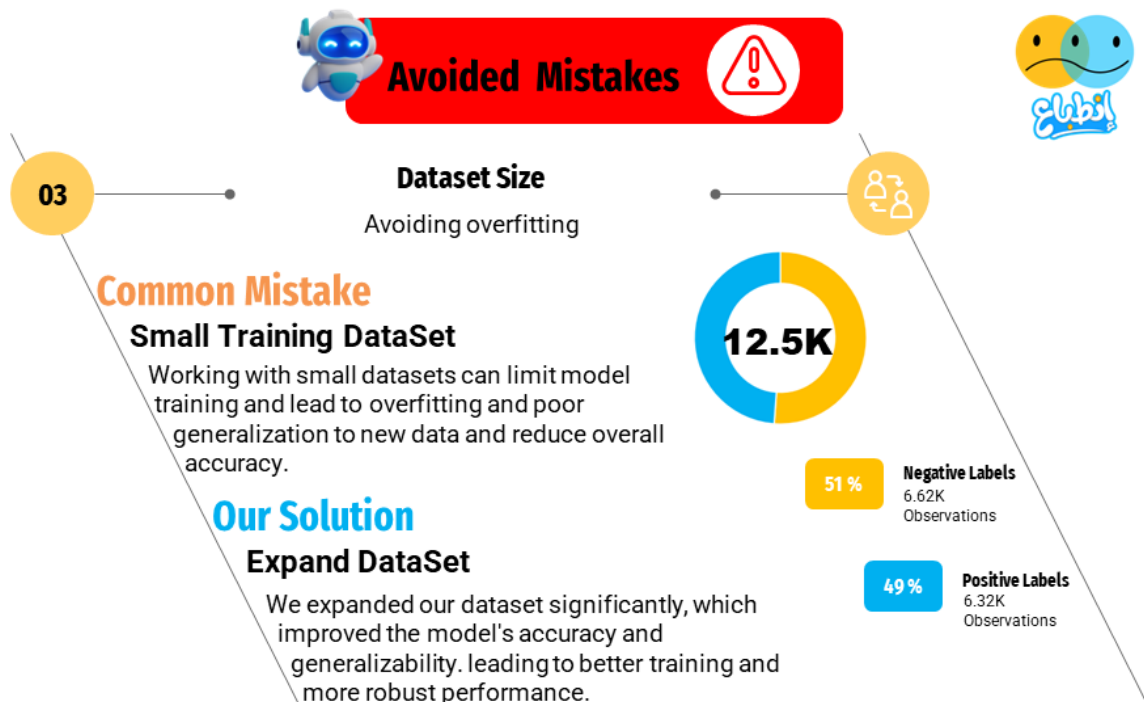 Avoided Mistakes
إنطباع
03
Dataset Size
Avoiding overfitting
Common Mistake
Small Training DataSet
Working with small datasets can limit model
training and lead to overfitting and poor
generalization to new data and reduce overall
accuracy.
12.5K
51 %
Negative Labels
6.62K
Observations
49 %
Positive Labels
6.32K
Observations
Our Solution
Expand DataSet
We expanded our dataset significantly, which
improved the model's accuracy and
generalizability. leading to better training and
more robust performance.